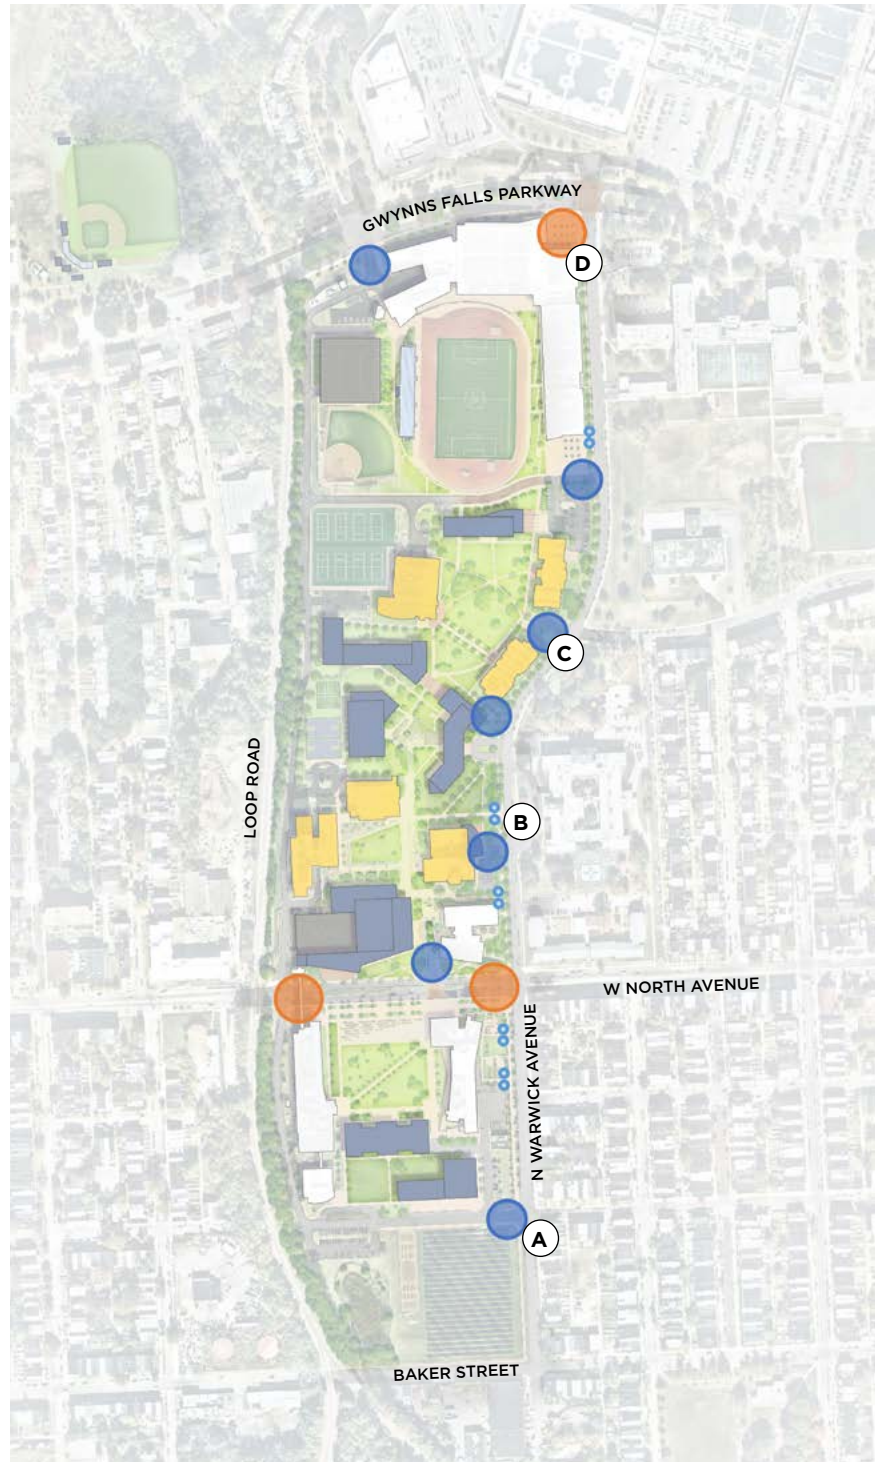 GWYNNS FALLS PARKWAY
D
C
LOOP ROAD
B
W NORTH AVENUE
N WARWICK AVENUE
A
BAKER STREET